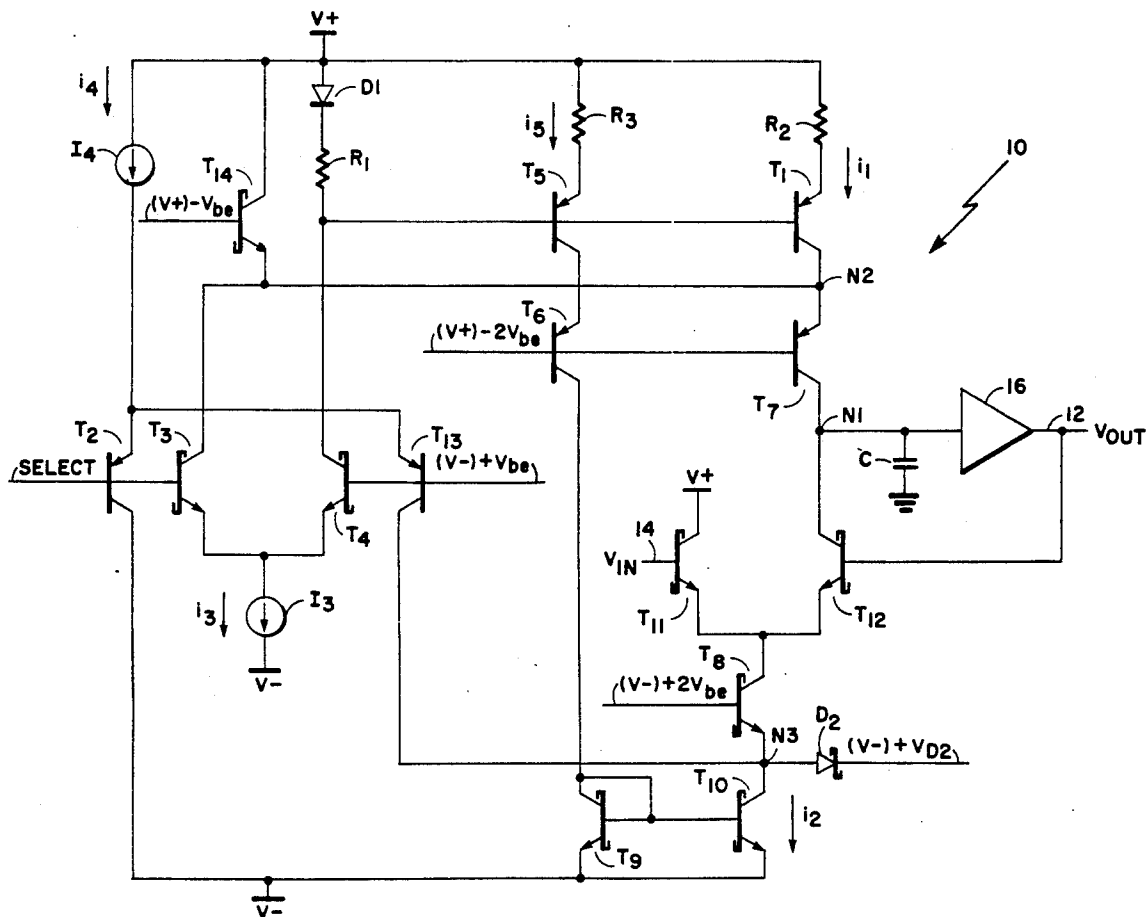 V+
i4
D1
I4
R1
T14
(V+)-Vbe
i5
R3
T5
R2
T1
i1
10
N2
T6
(V+)-2Vbe
T7
N1
16
12
VOUT
C
T2
T3
T13
SELECT
(V-)+Vbe
T4
V+
14
VIN
T11
T12
i3
I3
V-
T8
(V-)+2Vbe
N3
D2
(V-)+VD2
T10
i2
T9
V-